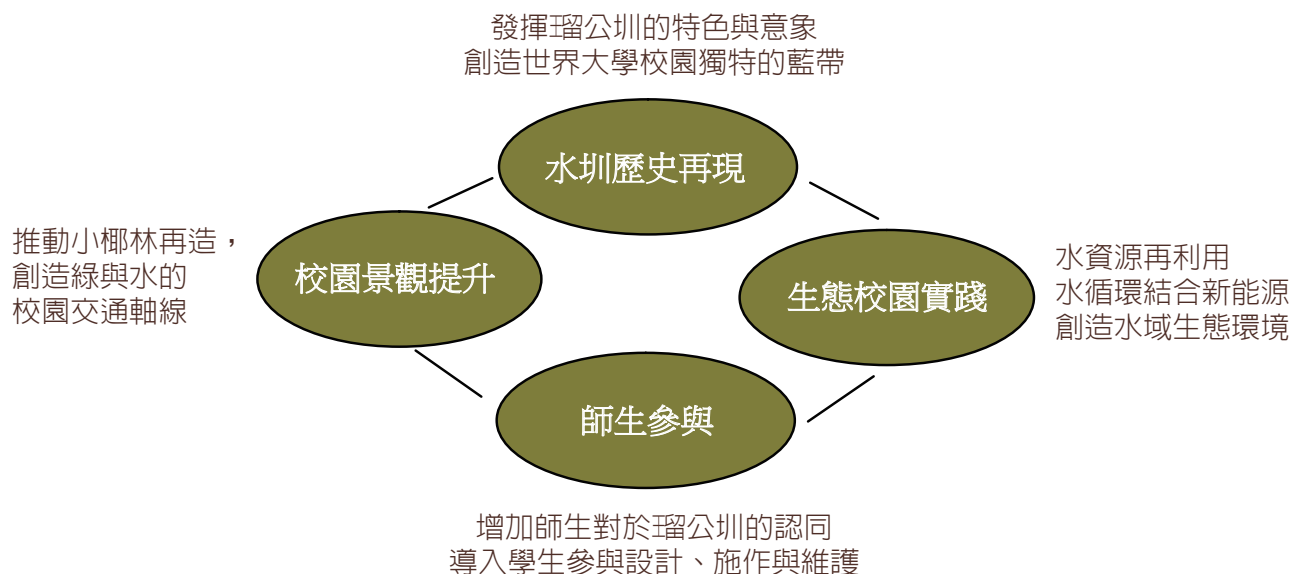 發揮瑠公圳的特色與意象
創造世界大學校園獨特的藍帶
水圳歷史再現
推動小椰林再造，
創造綠與水的
校園交通軸線
校園景觀提升
生態校園實踐
水資源再利用
水循環結合新能源
創造水域生態環境
師生參與
增加師生對於瑠公圳的認同
導入學生參與設計、施作與維護